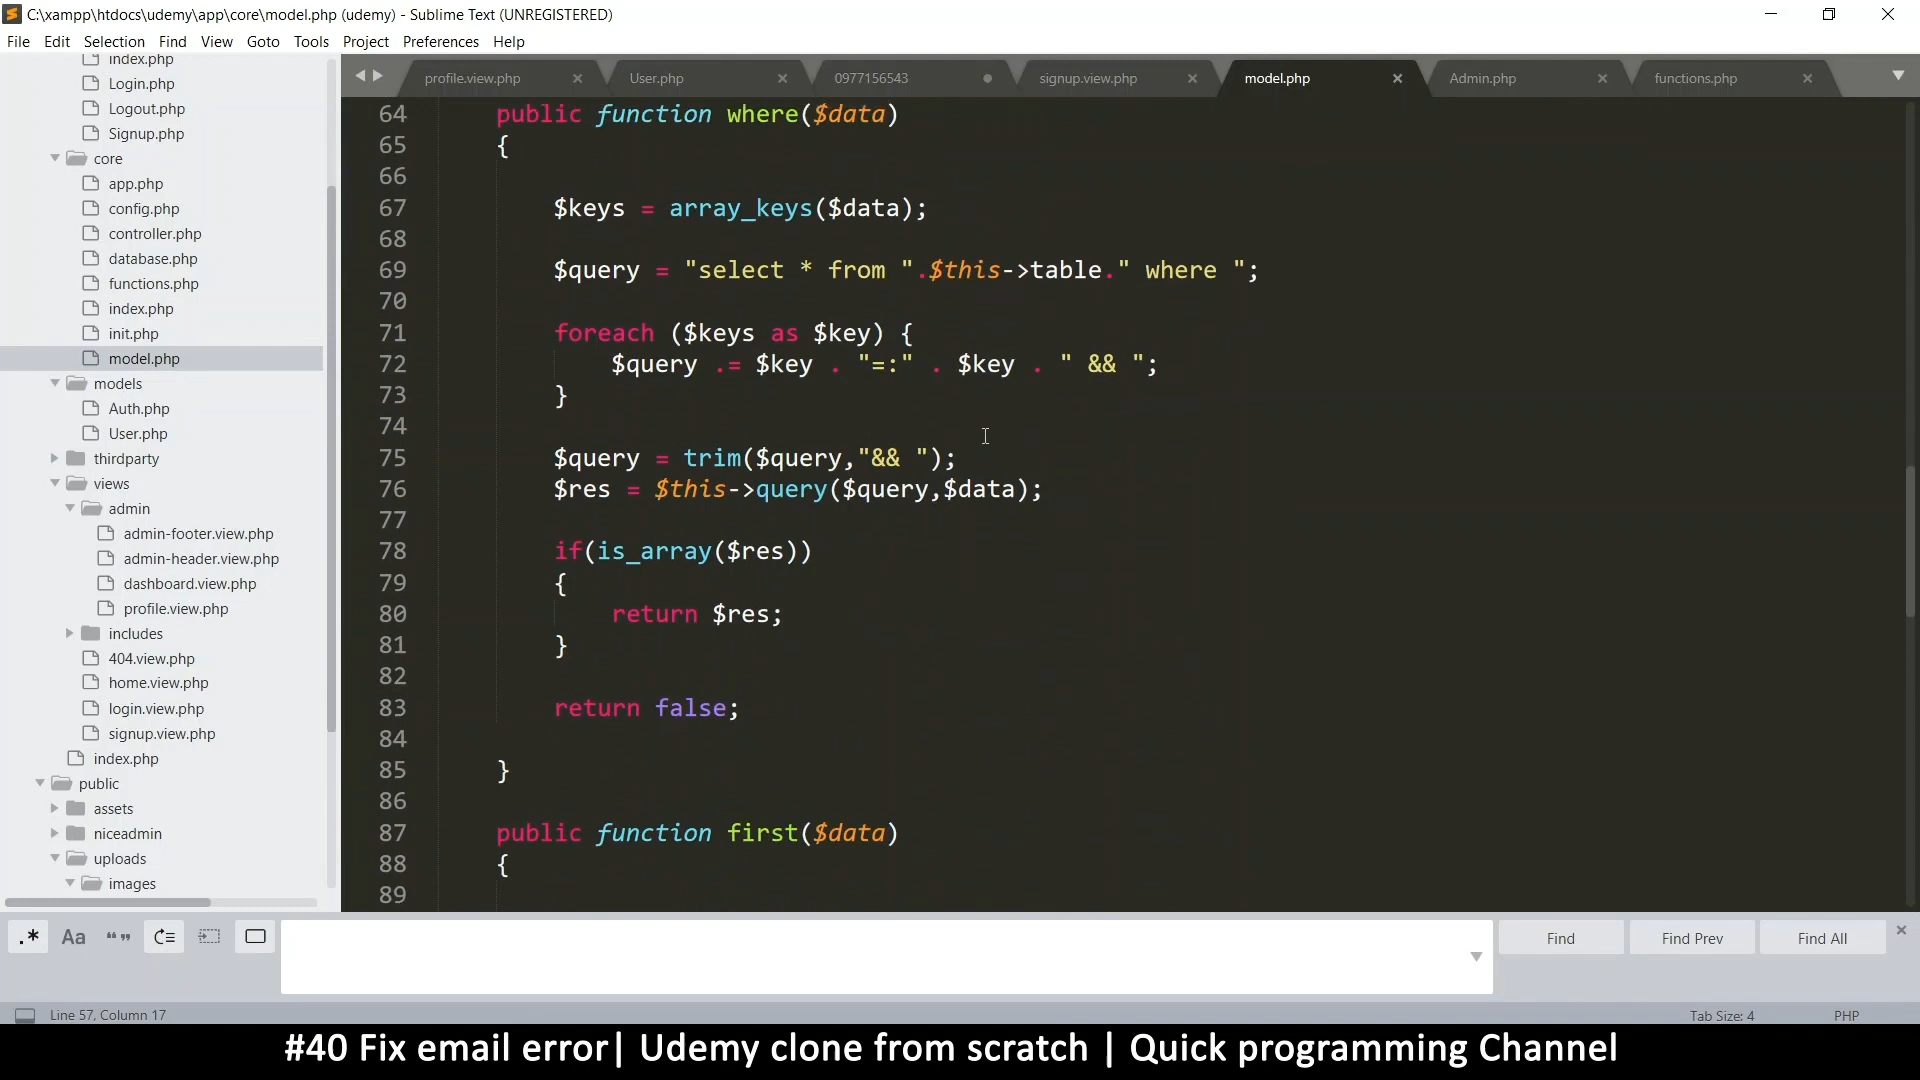 C:\xampp\htdocs\udemy\app\core\model.php (udemy) - Sublime Text (UNREGISTERED)
File Edit Selection Find View Goto Tools Project Preferences Help
index.php
Login.php
Logout.php
Signup.php
core
app.php
config.php
controller.php
database.php
functions.php
index.php
init.php
model.php
models
Auth.php
User.php
thirdparty
views
admin
admin-footer.view.php
admin-header.view.php
dashboard.view.php
profile.view.php
includes
404.view.php
home.view.php
login.view.php
signup.view.php
index.php
public
assets
niceadmin
uploads
images
profile.view.php User.php 0977156543 signup.view.php model.php Admin.php functions.php
64 public function where($data)
65 {
66
67 $keys = array_keys($data);
68
69 $query = "select * from ".$this->table." where ";
70
71 foreach ($keys as $key) {
72 $query .= $key . "=:" . $key . " && ";
73 }
74
75 $query = trim($query,"&& ");
76 $res = $this->query($query,$data);
77
78 if(is_array($res))
79 {
80 return $res;
81 }
82
83 return false;
84
85 }
86
87 public function first($data)
88 {
89
.* Aa “” Find Find Prev Find All
Line 57, Column 17 Tab Size: 4 PHP
#40 Fix email error| Udemy clone from scratch | Quick programming Channel